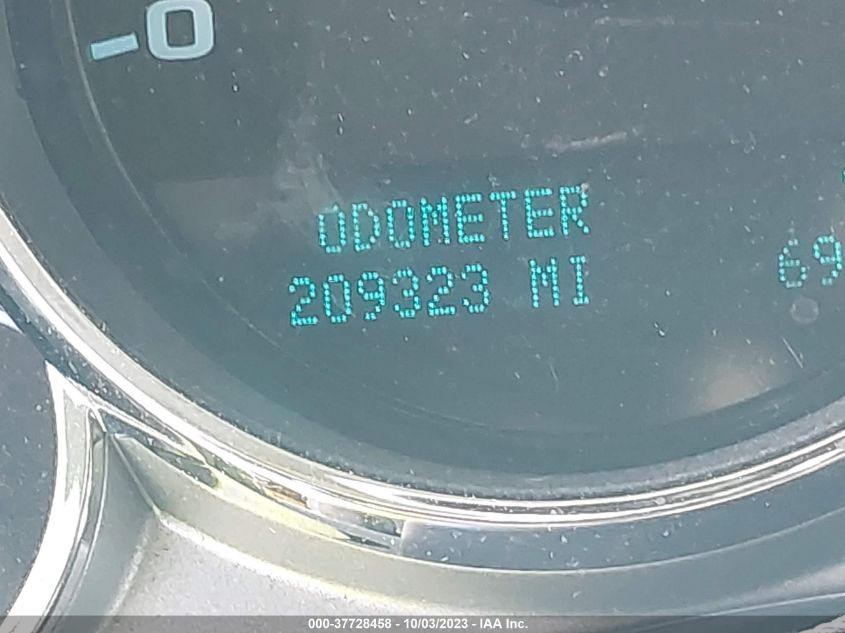 -0
ODOMETER
209323 MI
69
000-37728458 - 10/03/2023 - IAA Inc.